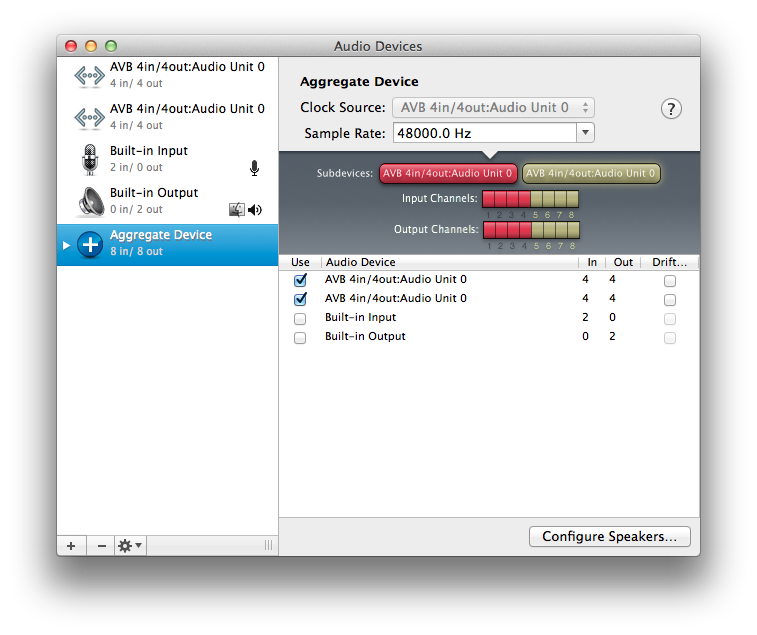 Audio Devices
AVB 4in/4out:Audio Unit 0
4 in/ 4 out
AVB 4in/4out:Audio Unit 0
4 in/ 4 out
Built-in Input
2 in/ 0 out
Built-in Output
0 in/ 2 out
Aggregate Device
8 in/ 8 out
Aggregate Device
Clock Source: AVB 4in/4out:Audio Unit 0
?
Sample Rate: 48000.0 Hz
Subdevices: AVB 4in/4out:Audio Unit 0 AVB 4in/4out:Audio Unit 0
Input Channels:
1 2 3 4 5 6 7 8
Output Channels:
1 2 3 4 5 6 7 8
Use Audio Device In Out Drift...
AVB 4in/4out:Audio Unit 0 4 4
AVB 4in/4out:Audio Unit 0 4 4
Built-in Input 2 0
Built-in Output 0 2
Configure Speakers...